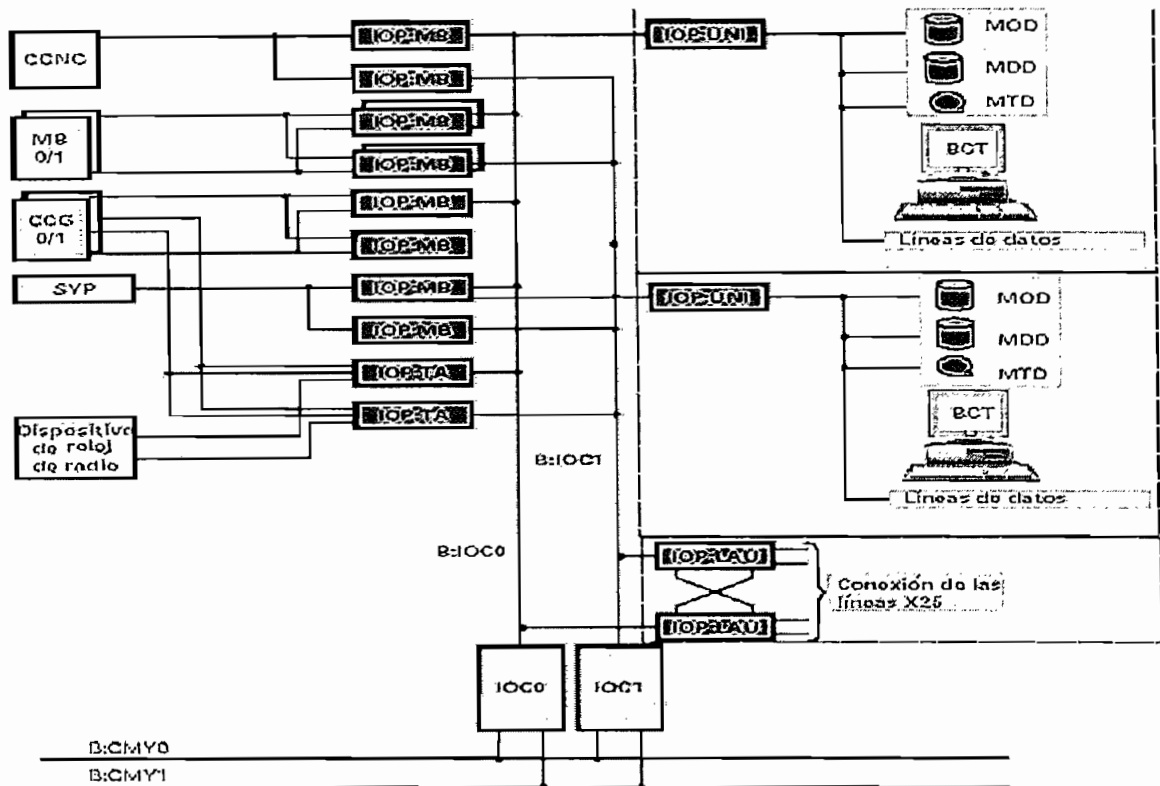 CCNC
IOP:MB
IOP:MB
MB
0/1
IOP:MB
IOP:MB
CCG
0/1
IOP:MB
IOP:MB
SYP
IOP:MB
IOP:MB
IOP:TA
IOP:TA
Dispositivo
de reloj
de radio
IOP:UNI
MOD
MDD
MTD
BCT
Líneas de datos
IOP:UNI
MOD
MDD
MTD
BCT
Líneas de datos
B:IOC1
B:IOC0
IOP:LAU
IOP:LAU
Conexión de las
líneas X25
IOC0
IOC1
B:CMY0
B:CMY1